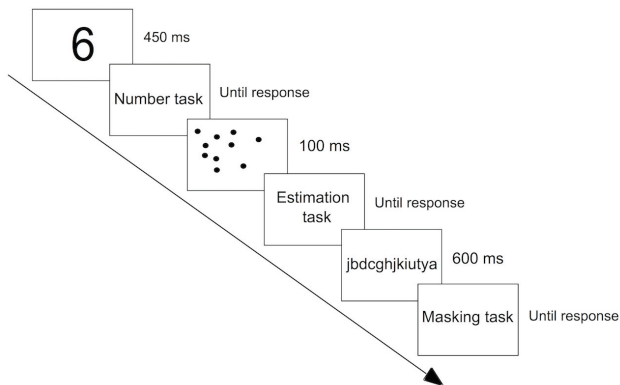 6
450 ms
Number task
Until response
100 ms
Estimation
task
Until response
jbdcghjkiutya
600 ms
Masking task
Until response